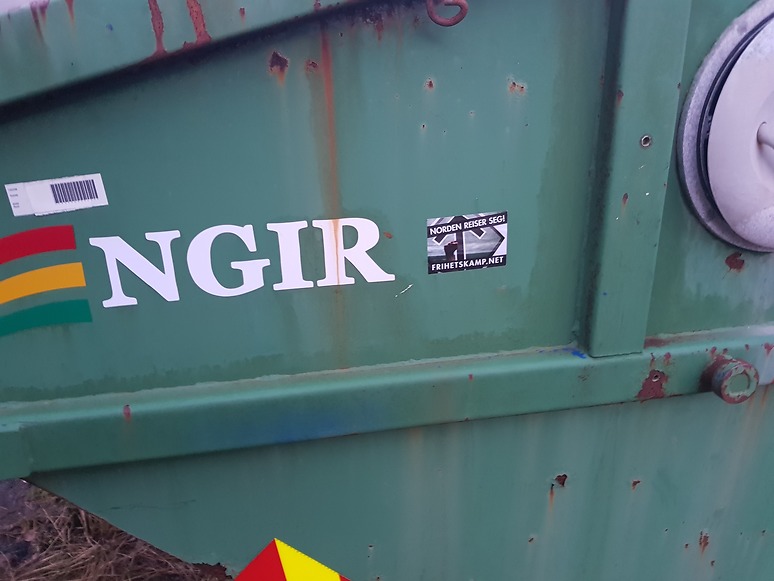 NGIR
NORDEN REISER SEG!
FRIHETSKAMP.NET